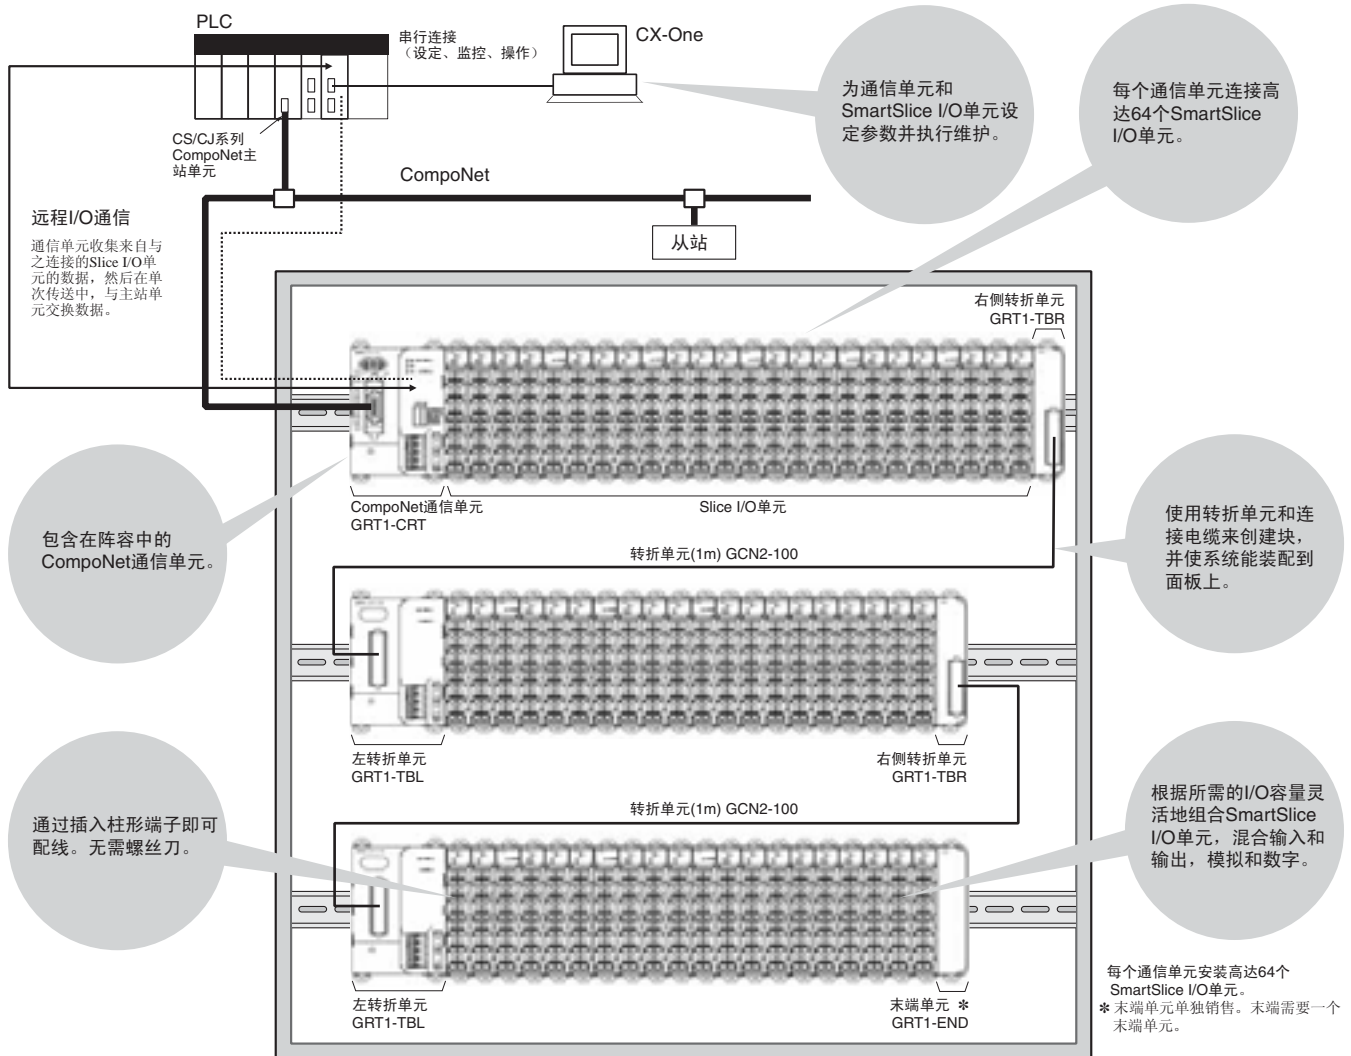 PLC
串行连接
（设定、监控、操作）
CX-One
为通信单元和
SmartSlice I/O单元设
定参数并执行维护。
每个通信单元连接高
达64个SmartSlice
I/O单元。
CS/CJ系列
CompoNet主
站单元
CompoNet
从站
远程I/O通信
通信单元收集来自与
之连接的Slice I/O单
元的数据，然后在单
次传送中，与主站单
元交换数据。
右侧转折单元
GRT1-TBR
CompoNet通信单元
GRT1-CRT
Slice I/O单元
包含在阵容中的
CompoNet通信单元。
使用转折单元和连
接电缆来创建块，
并使系统能装配到
面板上。
转折单元(1m) GCN2-100
左转折单元
GRT1-TBL
右侧转折单元
GRT1-TBR
通过插入柱形端子即可
配线。无需螺丝刀。
转折单元(1m) GCN2-100
根据所需的I/O容量灵
活地组合SmartSlice
I/O单元，混合输入和
输出，模拟和数字。
左转折单元
GRT1-TBL
末端单元 ＊
GRT1-END
每个通信单元安装高达64个
SmartSlice I/O单元。
＊末端单元单独销售。末端需要一个
末端单元。